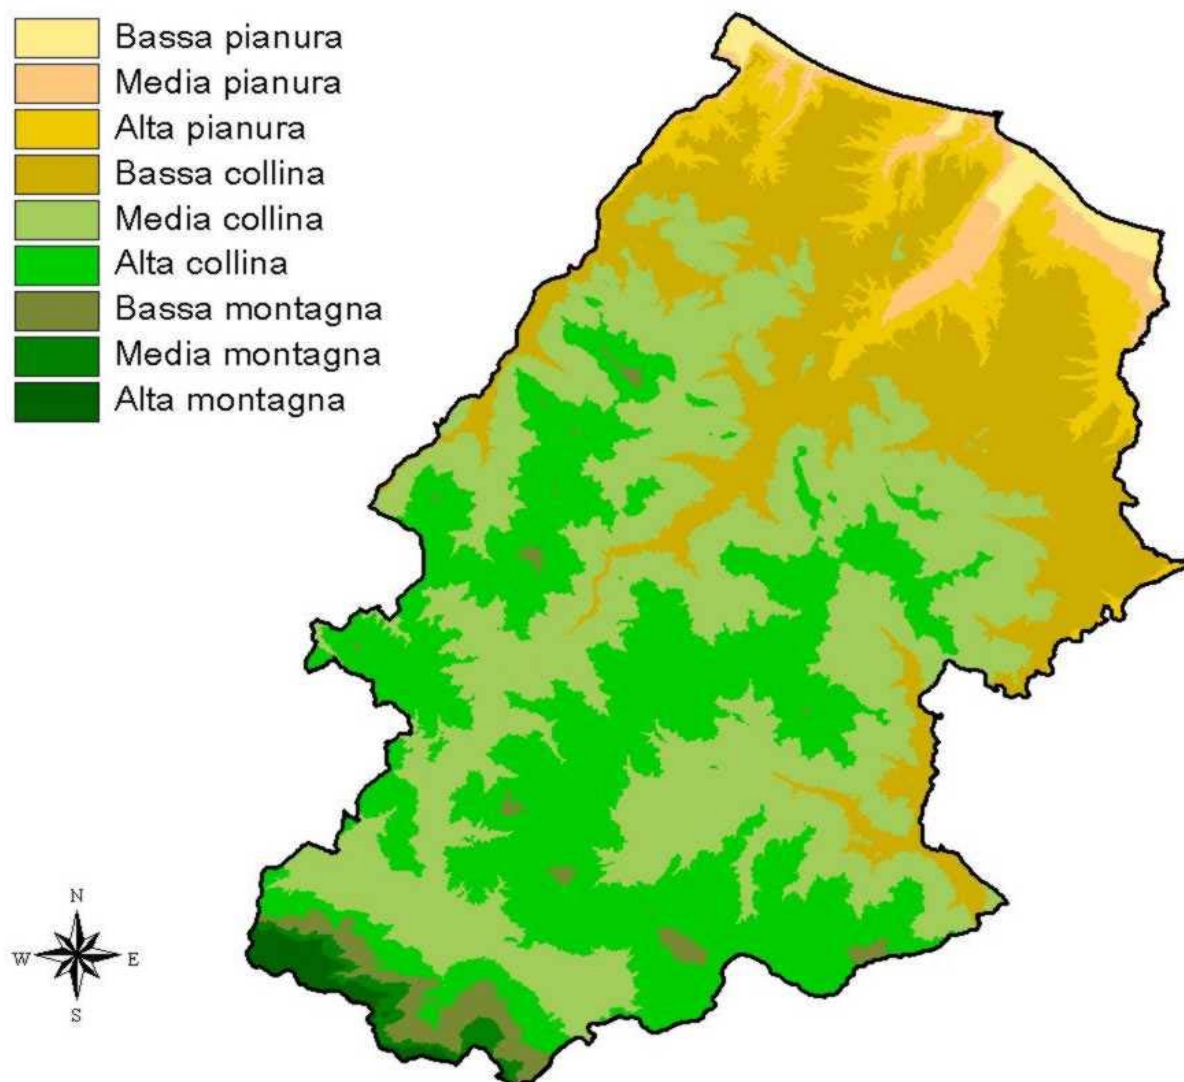 Bassa pianura
Media pianura
Alta pianura
Bassa collina
Media collina
Alta collina
Bassa montagna
Media montagna
Alta montagna
N
W E
S